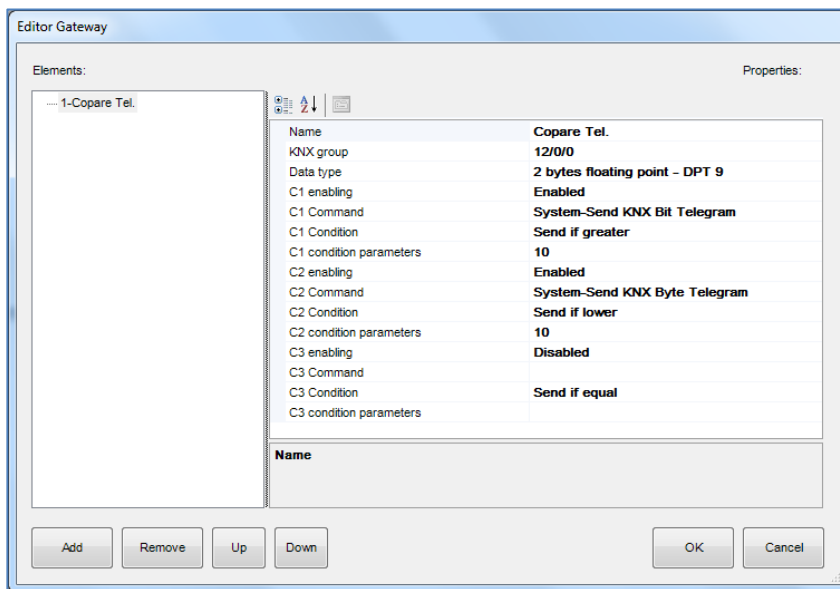 Editor Gateway
Elements:
Properties:
1-Copare Tel.
Name Copare Tel.
KNX group 12/0/0
Data type 2 bytes floating point - DPT 9
C1 enabling Enabled
C1 Command System-Send KNX Bit Telegram
C1 Condition Send if greater
C1 condition parameters 10
C2 enabling Enabled
C2 Command System-Send KNX Byte Telegram
C2 Condition Send if lower
C2 condition parameters 10
C3 enabling Disabled
C3 Command
C3 Condition Send if equal
C3 condition parameters
Name
Add Remove Up Down OK Cancel